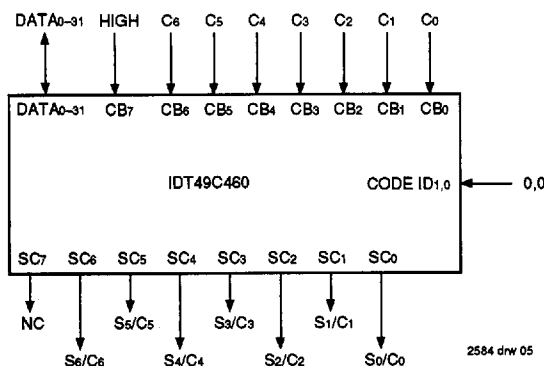 DATA0–31 HIGH C6 C5 C4 C3 C2 C1 C0
DATA0–31 CB7 CB6 CB5 CB4 CB3 CB2 CB1 CB0
IDT49C460 CODE ID1,0 0,0
SC7 SC6 SC5 SC4 SC3 SC2 SC1 SC0
NC S5/C5 S3/C3 S1/C1
S6/C6 S4/C4 S2/C2 S0/C0
2584 drw 05